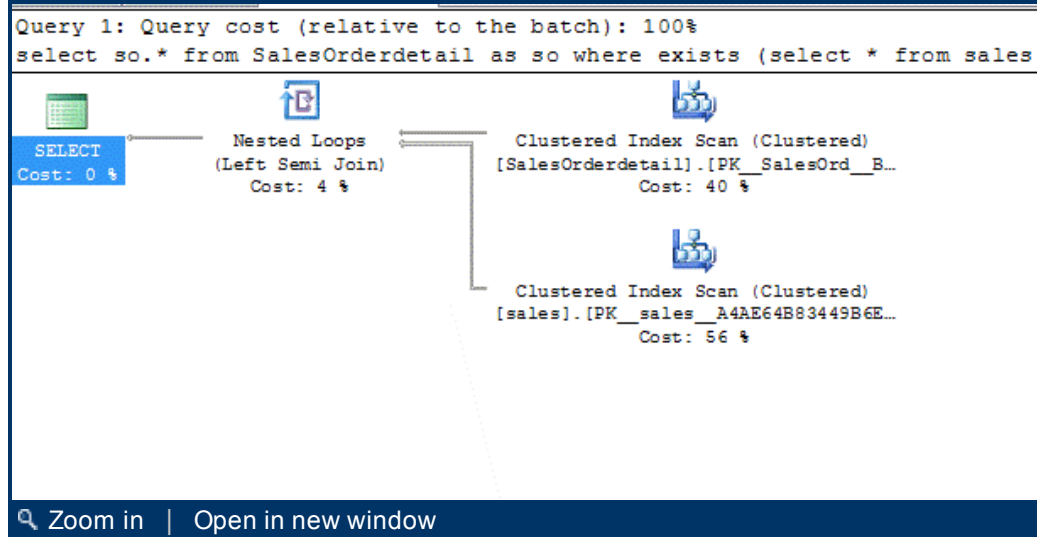 Query 1: Query cost (relative to the batch): 100%
select so.* from SalesOrderdetail as so where exists (select * from sales
SELECT
Cost: 0 %
Nested Loops
(Left Semi Join)
Cost: 4 %
Clustered Index Scan (Clustered)
[SalesOrderdetail].[PK__SalesOrd__B…
Cost: 40 %
Clustered Index Scan (Clustered)
[sales].[PK__sales__A4AE64B83449B6E…
Cost: 56 %
Zoom in | Open in new window